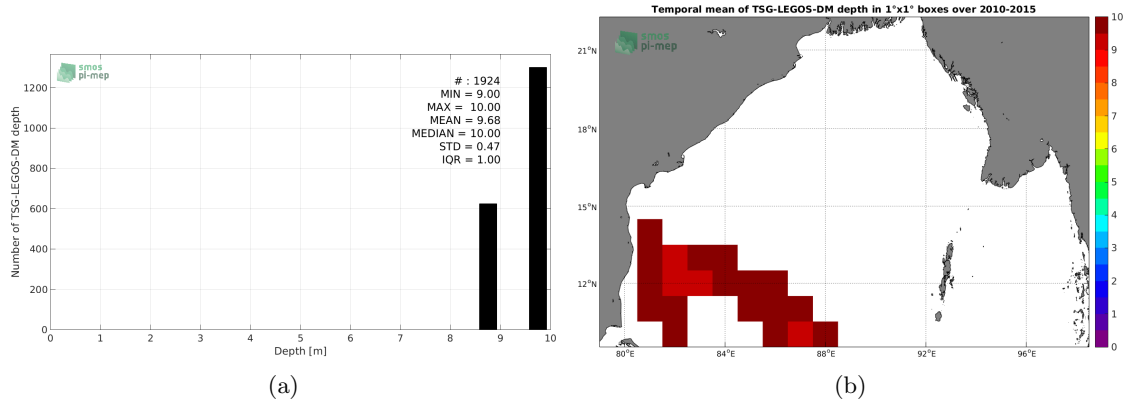 smos
pi-mep
# : 1924
MIN = 9.00
MAX = 10.00
MEAN = 9.68
MEDIAN = 10.00
STD = 0.47
IQR = 1.00
Number of TSG-LEGOS-DM depth
1200
1000
800
600
400
200
0
0 1 2 3 4 5 6 7 8 9 10
Depth [m]
(a)
Temporal mean of TSG-LEGOS-DM depth in 1°x1° boxes over 2010-2015
smos
pi-mep
21°N
18°N
15°N
12°N
80°E 84°E 88°E 92°E 96°E
10
9
8
7
6
5
4
3
2
1
0
(b)